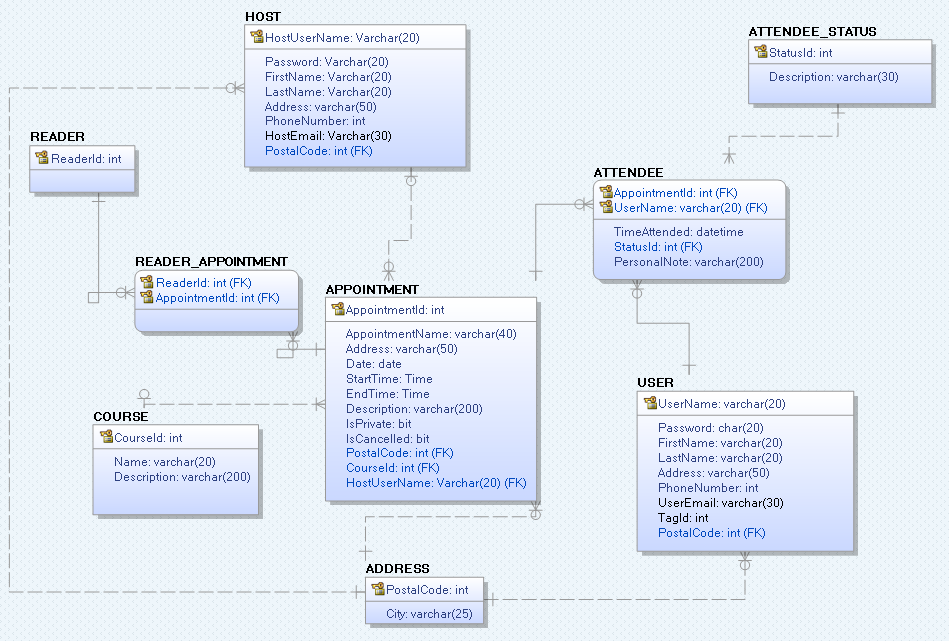 HOST
HostUserName: Varchar(20)
Password: Varchar(20)
FirstName: Varchar(20)
LastName: Varchar(20)
Address: varchar(50)
PhoneNumber: int
HostEmail: Varchar(30)
PostalCode: int (FK)
ATTENDEE_STATUS
StatusId: int
Description: varchar(30)
READER
ReaderId: int
ATTENDEE
AppointmentId: int (FK)
UserName: varchar(20) (FK)
TimeAttended: datetime
StatusId: int (FK)
PersonalNote: varchar(200)
READER_APPOINTMENT
ReaderId: int (FK)
AppointmentId: int (FK)
APPOINTMENT
AppointmentId: int
AppointmentName: varchar(40)
Address: varchar(50)
Date: date
StartTime: Time
EndTime: Time
Description: varchar(200)
IsPrivate: bit
IsCancelled: bit
PostalCode: int (FK)
CourseId: int (FK)
HostUserName: Varchar(20) (FK)
COURSE
CourseId: int
Name: varchar(20)
Description: varchar(200)
USER
UserName: varchar(20)
Password: char(20)
FirstName: varchar(20)
LastName: varchar(20)
Address: varchar(50)
PhoneNumber: int
UserEmail: varchar(30)
TagId: int
PostalCode: int (FK)
ADDRESS
PostalCode: int
City: varchar(25)